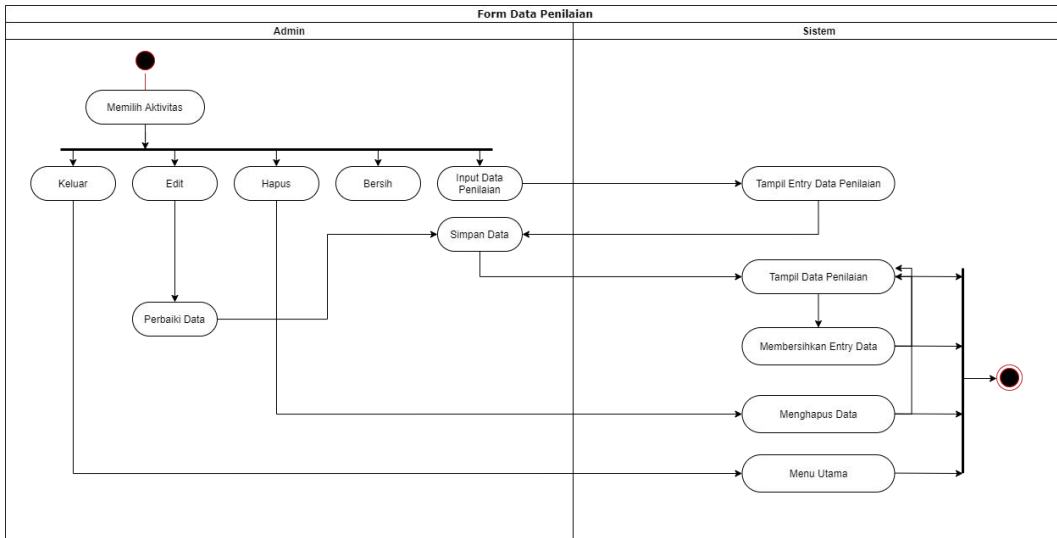 Form Data Penilaian
Admin
Sistem
Memilih Aktivitas
Keluar
Edit
Hapus
Bersih
Input Data
Penilaian
Tampil Entry Data Penilaian
Simpan Data
Tampil Data Penilaian
Perbaiki Data
Membersihkan Entry Data
Menghapus Data
Menu Utama